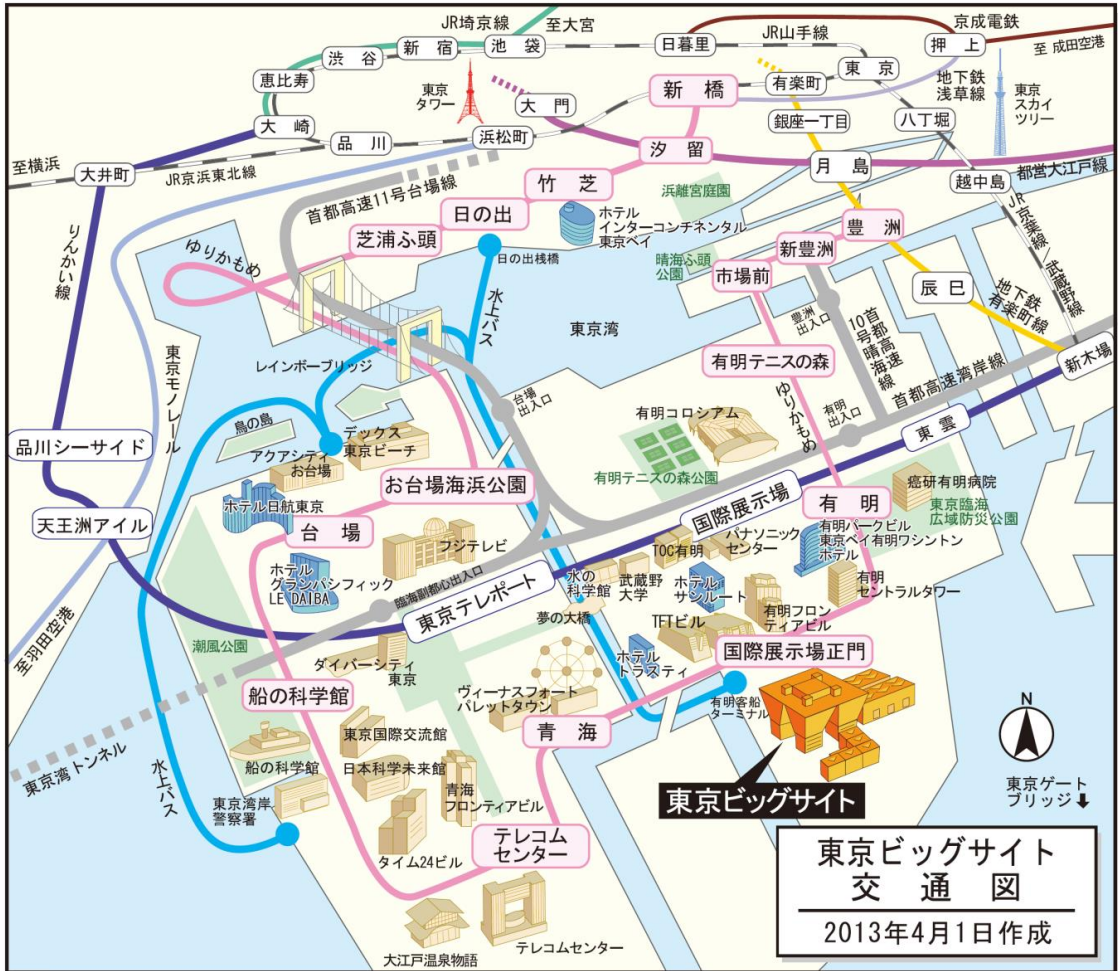 JR埼京線
至大宮
京成電鉄
渋谷
新宿
池袋
日暮里
JR山手線
押上
至 成田空港
恵比寿
東京
タワー
大門
新橋
有楽町
東京
地下鉄
浅草線
東京
スカイ
ツリー
大崎
品川
浜松町
銀座一丁目
八丁堀
至横浜
大井町
JR京浜東北線
汐留
月島
越中島
都営大江戸線
首都高速11号台場線
竹芝
浜離宮庭園
JR京葉線/武蔵野線
りんかい線
日の出
ホテル
インターコンチネンタル
東京ベイ
豊洲
芝浦ふ頭
新豊洲
ゆりかもめ
日の出桟橋
晴海ふ頭
公園
市場前
辰巳
地下鉄
有楽町線
水上バス
東京湾
豊洲
出入口
首都高速
10号晴海線
東京モノレール
レインボーブリッジ
有明テニスの森
首都高速湾岸線
新木場
台場
出入口
有明コロシアム
ゆりかもめ
有明
出入口
品川シーサイド
鳥の島
デックス
東京ビーチ
東雲
アクアシティ
お台場
有明テニスの森公園
お台場海浜公園
国際展示場
有明
癌研有明病院
ホテル日航東京
天王洲アイル
台場
フジテレビ
東京臨海
広域防災公園
TOC有明
パナソニック
センター
有明パークビル
東京ベイ有明ワシントン
ホテル
ホテル
グランパシフィック
LE DAIBA
臨海副都心出入口
水の
科学館
武蔵野
大学
ホテル
サンルート
有明
セントラルタワー
東京テレポート
夢の大橋
有明フロン
ティアビル
TFTビル
至羽田空港
潮風公園
ダイバーシティ
東京
ホテル
トラスティ
国際展示場正門
船の科学館
ヴィーナスフォート
パレットタウン
有明客船
ターミナル
青海
東京国際交流館
東京湾トンネル
船の科学館
日本科学未来館
青海
フロンティアビル
水上バス
東京湾岸
警察署
東京ビッグサイト
N
東京ゲート
ブリッジ↓
タイム24ビル
テレコム
センター
大江戸温泉物語
テレコムセンター
東京ビッグサイト
交通図
2013年4月1日作成